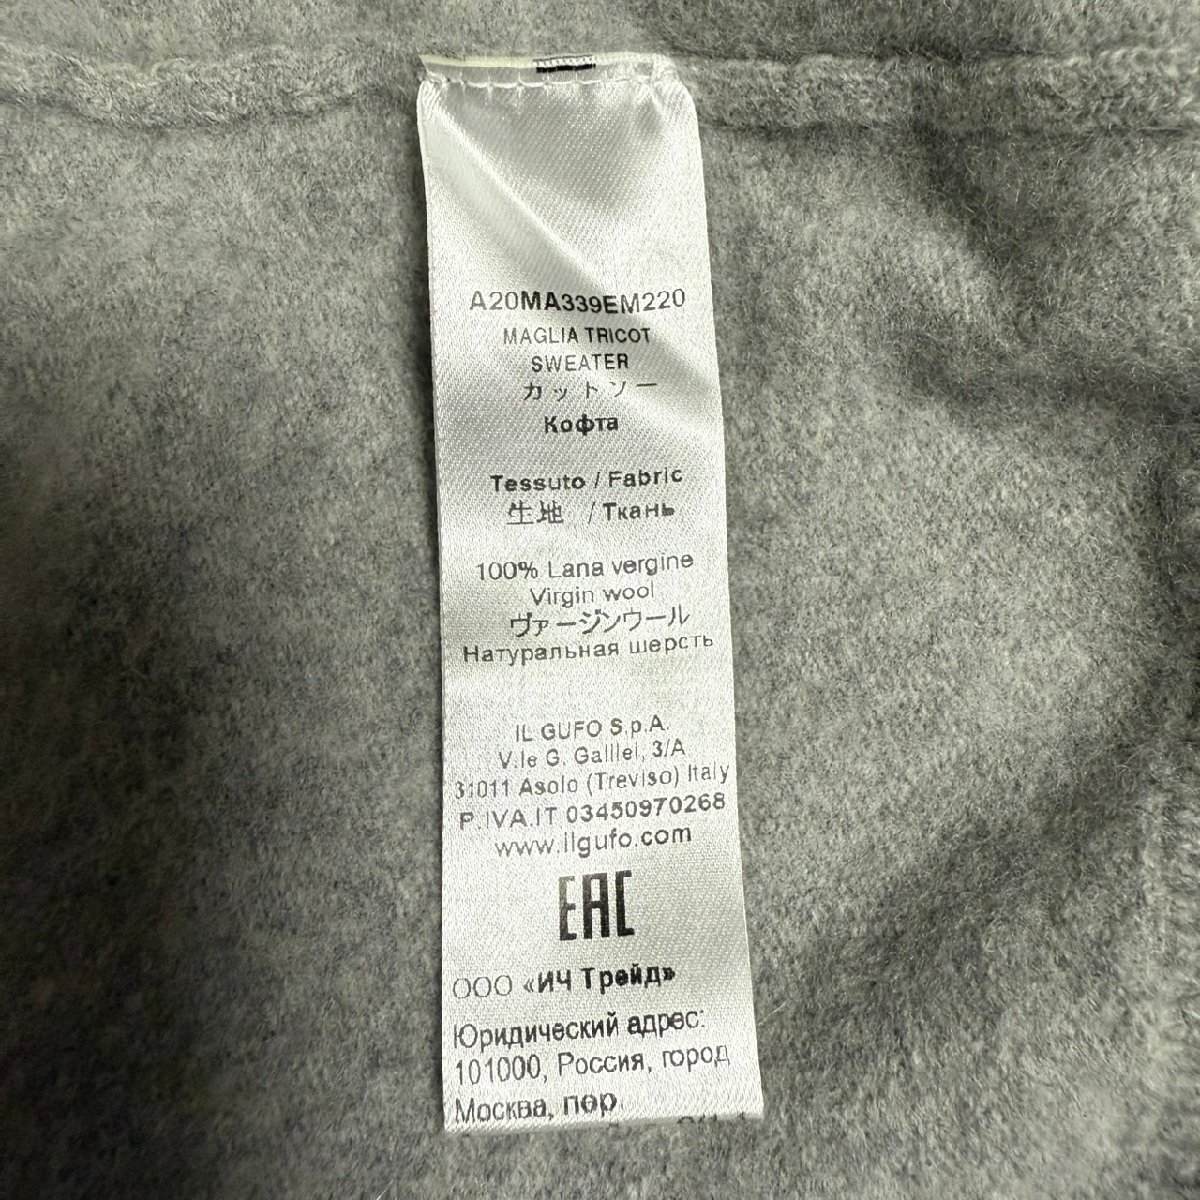 A20MA339EM220
MAGLIA TRICOT
SWEATER
カットソー
Кофта
Tessuto / Fabric
生地 / Ткань
100% Lana vergine
Virgin wool
ヴァージンウール
Натуральная шерсть
IL GUFO S.p.A.
V.le G. Galilei, 3/A
31011 Asolo (Treviso) Italy
P.IVA.IT 03450970268
www.ilgufo.com
EAC
ООО «ИЧ Трейд»
Юридический адрес:
101000, Россия, город
Москва, пер.